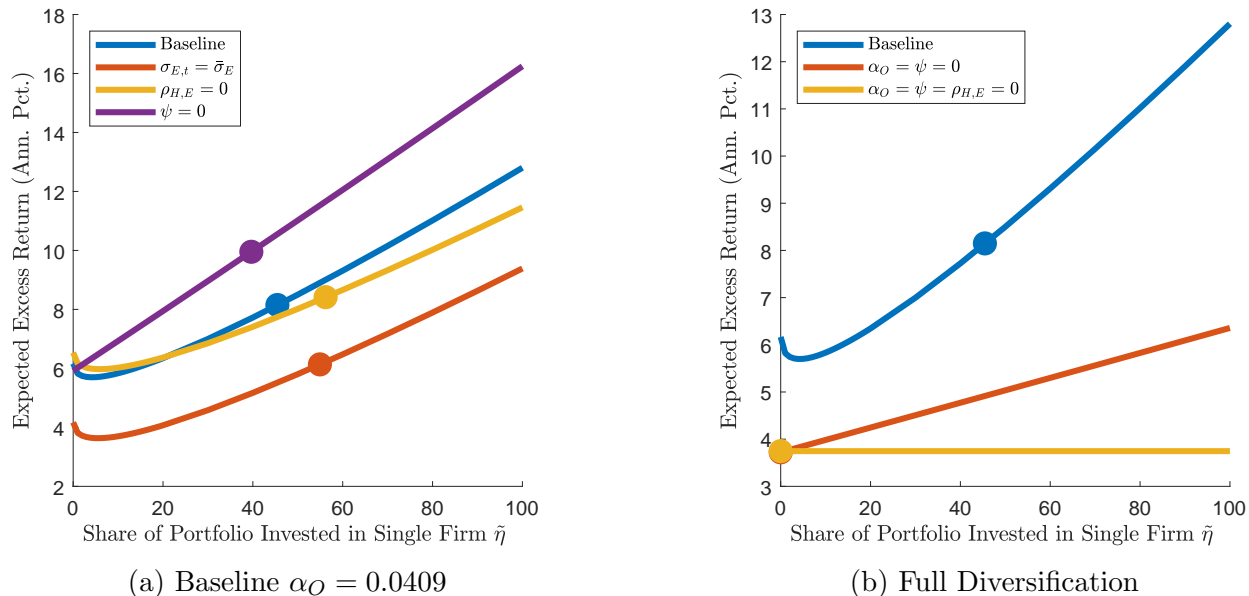 18
16
14
12
10
8
6
4
2
0
20
40
60
80
100
Expected Excess Return (Ann. Pct.)
Share of Portfolio Invested in Single Firm η̃
Baseline
σ_{E,t} = σ̄_E
ρ_{H,E} = 0
ψ = 0
(a) Baseline α_O = 0.0409
13
12
11
10
9
8
7
6
5
4
3
0
20
40
60
80
100
Expected Excess Return (Ann. Pct.)
Share of Portfolio Invested in Single Firm η̃
Baseline
α_O = ψ = 0
α_O = ψ = ρ_{H,E} = 0
(b) Full Diversification